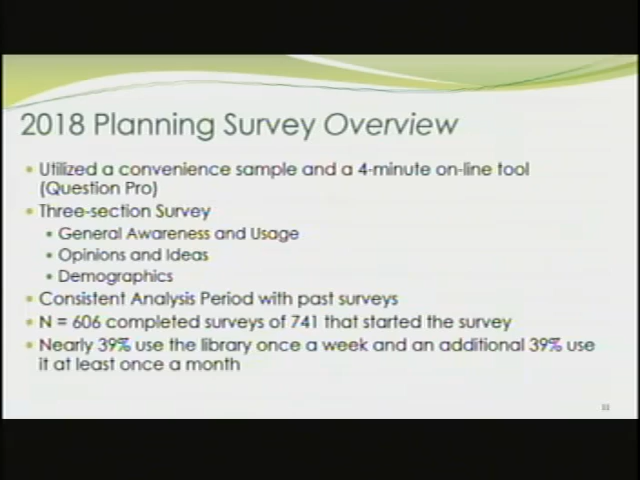 2018 Planning Survey Overview
• Utilized a convenience sample and a 4-minute on-line tool
(Question Pro)
• Three-section Survey
• General Awareness and Usage
• Opinions and Ideas
• Demographics
• Consistent Analysis Period with past surveys
• N = 606 completed surveys of 741 that started the survey
• Nearly 39% use the library once a week and an additional 39% use
it at least once a month